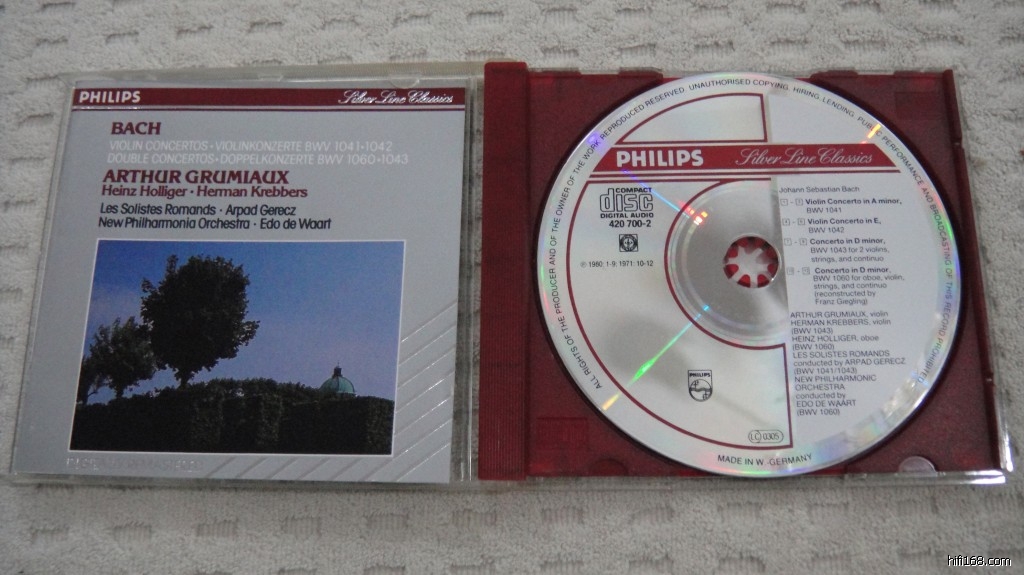 PHILIPS
Silver Line Classics
BACH
VIOLIN CONCERTOS · VIOLINKONZERTE BWV 1041 · 1042
DOUBLE CONCERTOS · DOPPELKONZERTE BWV 1060 · 1043
ARTHUR GRUMIAUX
Heinz Holliger · Herman Krebbers
Les Solistes Romands · Arpad Gerecz
New Philharmonia Orchestra · Edo de Waart
ALL RIGHTS OF THE PRODUCER AND OF THE OWNER OF THE WORK REPRODUCED RESERVED. UNAUTHORISED COPYING, HIRING, LENDING, PUBLIC PERFORMANCE AND BROADCASTING OF THIS RECORD PROHIBITED
PHILIPS
Silver Line Classics
COMPACT
disc
DIGITAL AUDIO
420 700-2
℗ 1980: 1-9; 1971: 10-12
Johann Sebastian Bach
Violin Concerto in A minor,
BWV 1041
Violin Concerto in E,
BWV 1042
Concerto in D minor,
BWV 1043 for 2 violins,
strings, and continuo
Concerto in D minor,
BWV 1060 for oboe, violin,
strings, and continuo
(reconstructed by
Franz Giegling)
ARTHUR GRUMIAUX, violin
HERMAN KREBBERS, violin
(BWV 1043)
HEINZ HOLLIGER, oboe
(BWV 1060)
LES SOLISTES ROMANDS
conducted by ARPAD GERECZ
(BWV 1041/1043)
NEW PHILHARMONIC
ORCHESTRA
conducted by
EDO DE WAART
(BWV 1060)
PHILIPS
LC 0305
MADE IN W.-GERMANY
hifi168.com